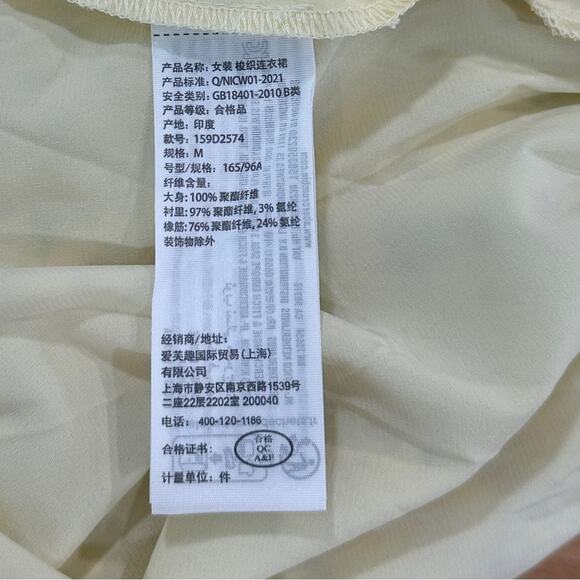 产品名称: 女装 梭织连衣裙
产品标准: Q/NICW01-2021
安全类别: GB18401-2010 B类
产品等级: 合格品
产地: 印度
款号: 159D2574
规格: M
号型/规格: 165/96A
纤维含量:
大身: 100% 聚酯纤维
衬里: 97% 聚酯纤维, 3% 氨纶
橡筋: 76% 聚酯纤维, 24% 氨纶
装饰物除外
经销商/地址:
爱芙趣国际贸易(上海)
有限公司
上海市静安区南京西路1539号
二座22层2202室 200040
电话: 400-120-1186
合格证书:
合格
QC
A&F
计量单位: 件